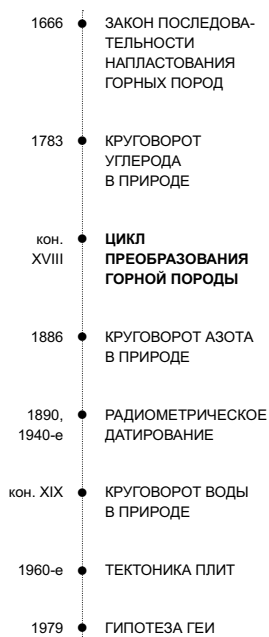 1666 ЗАКОН ПОСЛЕДОВА-
ТЕЛЬНОСТИ
НАПЛАСТОВАНИЯ
ГОРНЫХ ПОРОД
1783 КРУГОВОРОТ
УГЛЕРОДА
В ПРИРОДЕ
кон. ЦИКЛ
XVIII ПРЕОБРАЗОВАНИЯ
ГОРНОЙ ПОРОДЫ
1886 КРУГОВОРОТ АЗОТА
В ПРИРОДЕ
1890, РАДИОМЕТРИЧЕСКОЕ
1940-е ДАТИРОВАНИЕ
кон. XIX КРУГОВОРОТ ВОДЫ
В ПРИРОДЕ
1960-е ТЕКТОНИКА ПЛИТ
1979 ГИПОТЕЗА ГЕИ